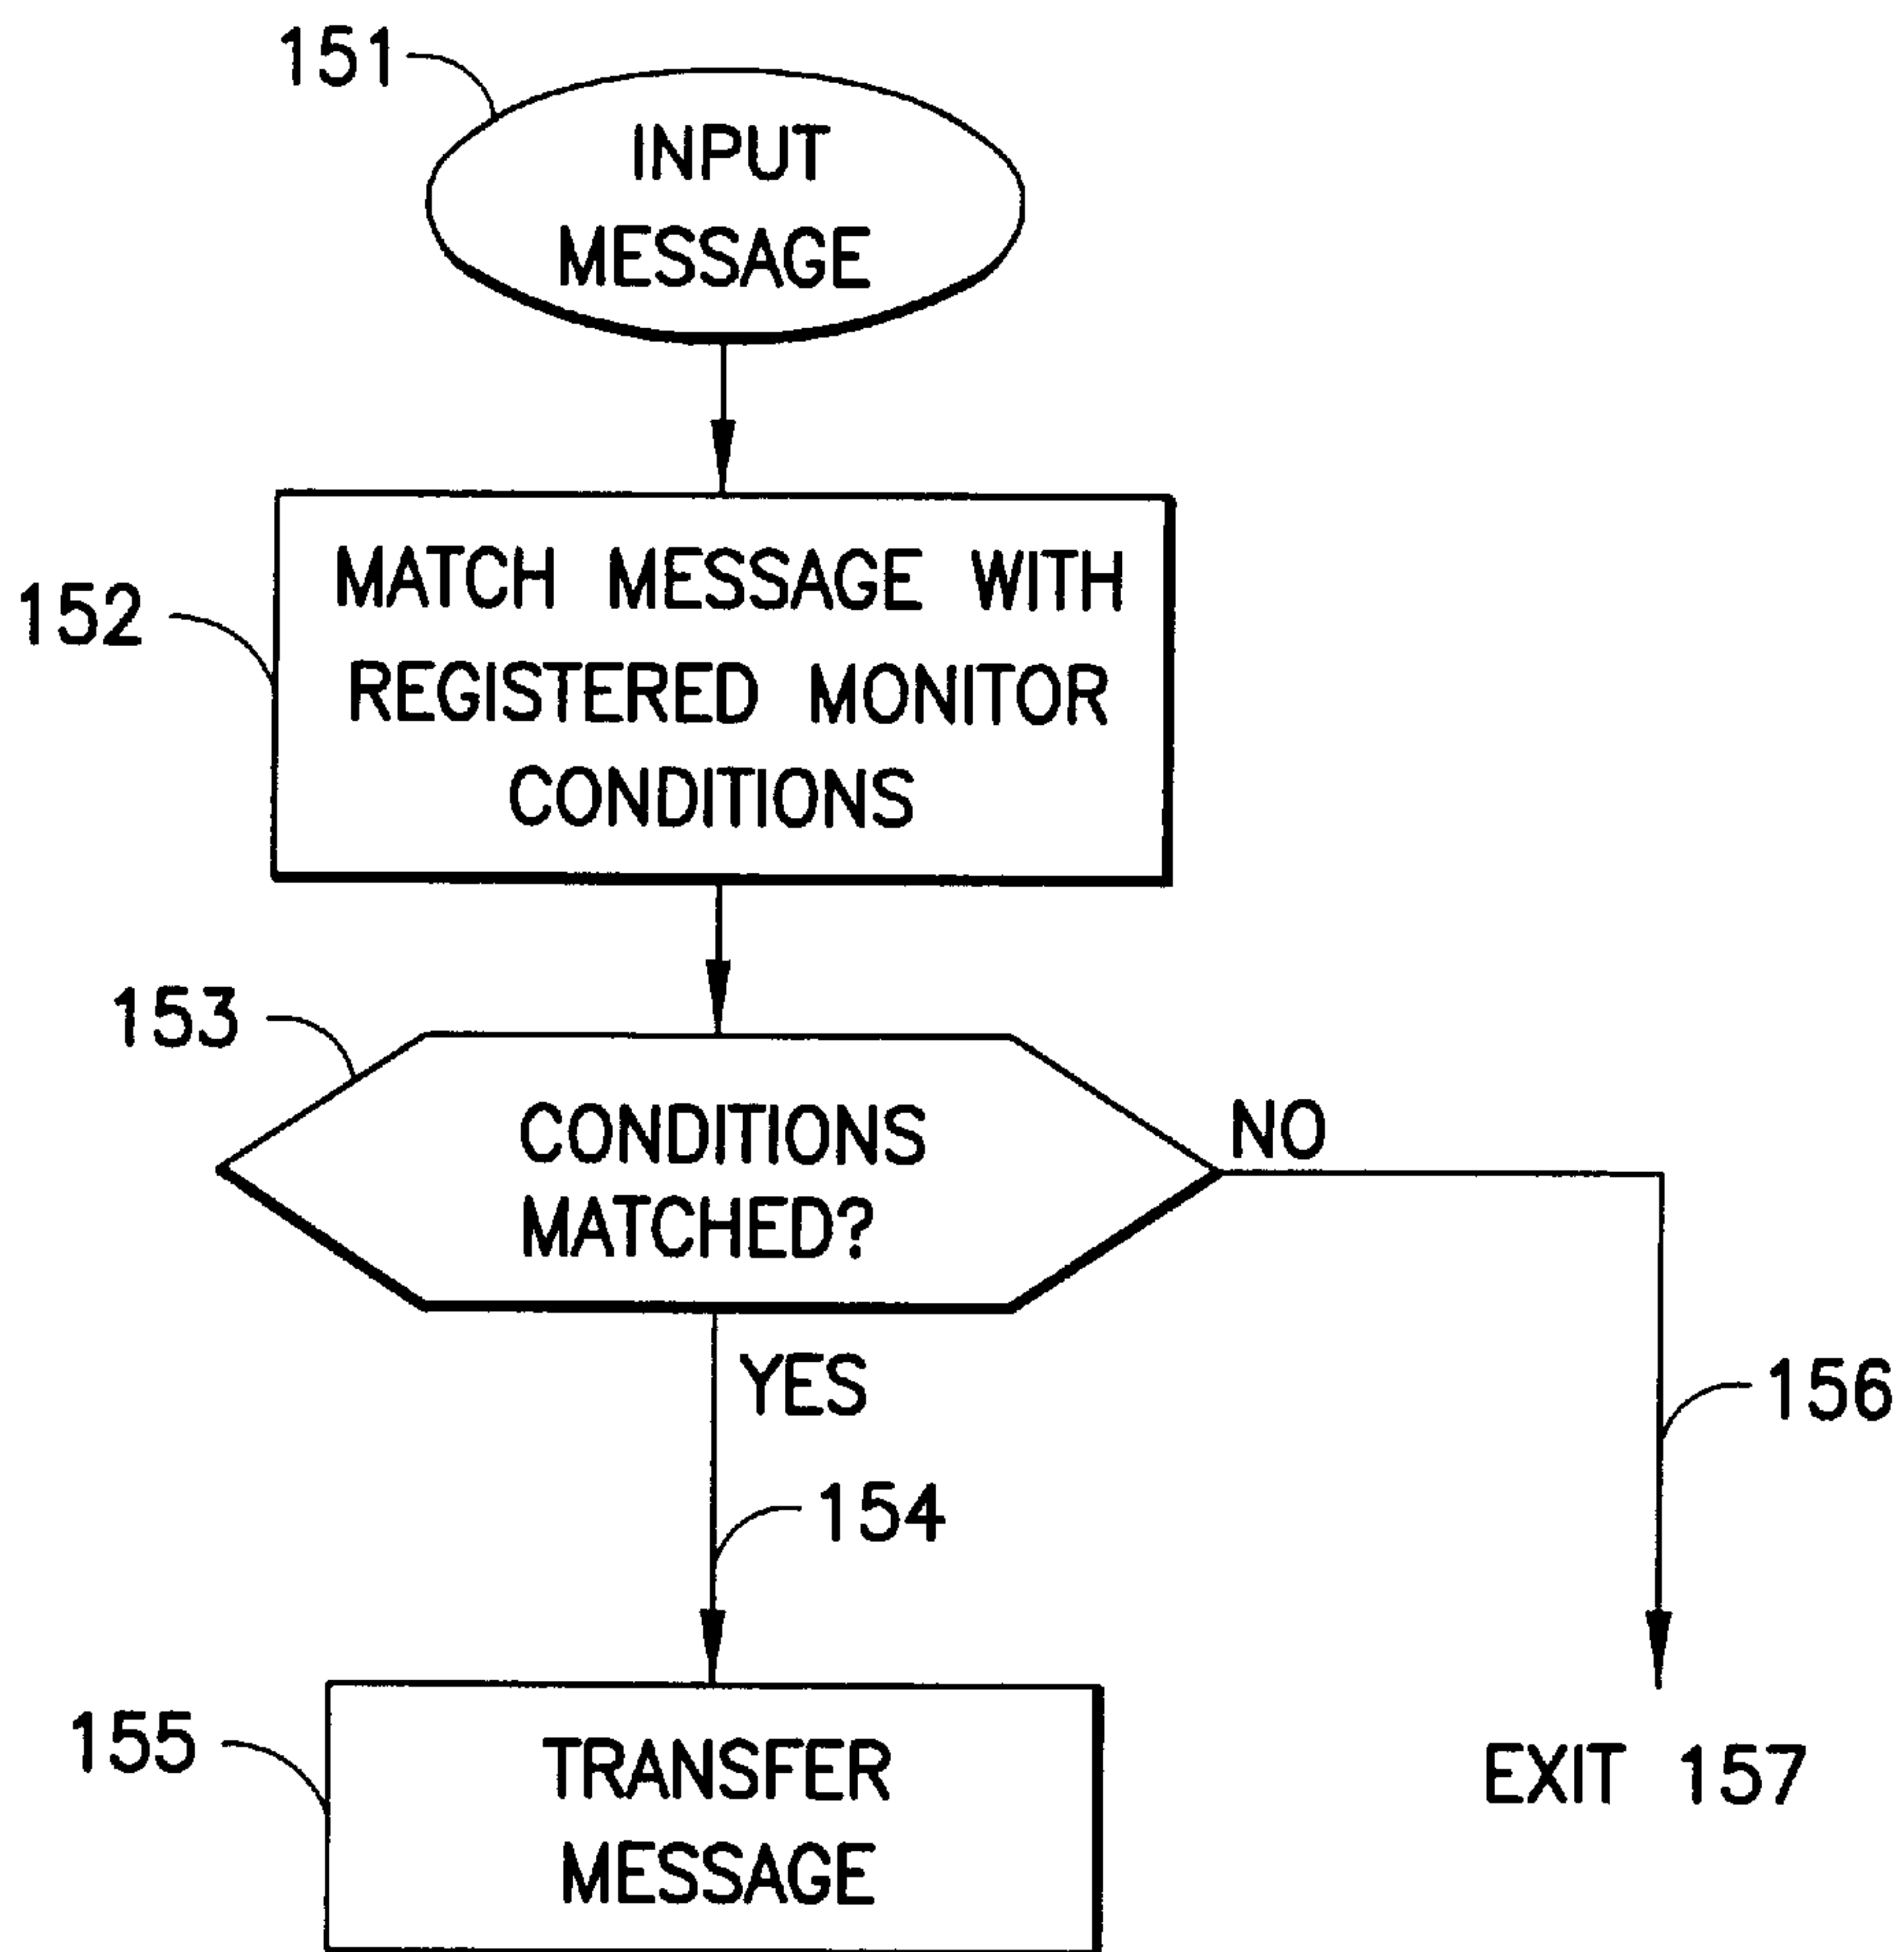 151
INPUT
MESSAGE
152
MATCH MESSAGE WITH
REGISTERED MONITOR
CONDITIONS
153
CONDITIONS
MATCHED?
NO
YES
156
154
155
TRANSFER
MESSAGE
EXIT 157